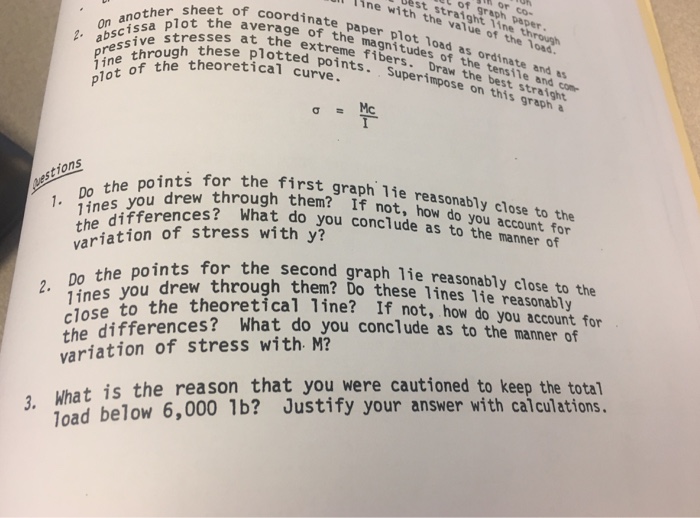 of graph paper.
best straight line through
line with the value of the load.
2. On another sheet of coordinate paper plot load as ordinate and as
abscissa plot the average of the magnitudes of the tensile and com-
pressive stresses at the extreme fibers. Draw the best straight
line through these plotted points. Superimpose on this graph a
plot of the theoretical curve.
σ = Mc
I
Questions
1. Do the points for the first graph lie reasonably close to the
lines you drew through them? If not, how do you account for
the differences? What do you conclude as to the manner of
variation of stress with y?
2. Do the points for the second graph lie reasonably close to the
lines you drew through them? Do these lines lie reasonably
close to the theoretical line? If not, how do you account for
the differences? What do you conclude as to the manner of
variation of stress with M?
3. What is the reason that you were cautioned to keep the total
load below 6,000 lb? Justify your answer with calculations.